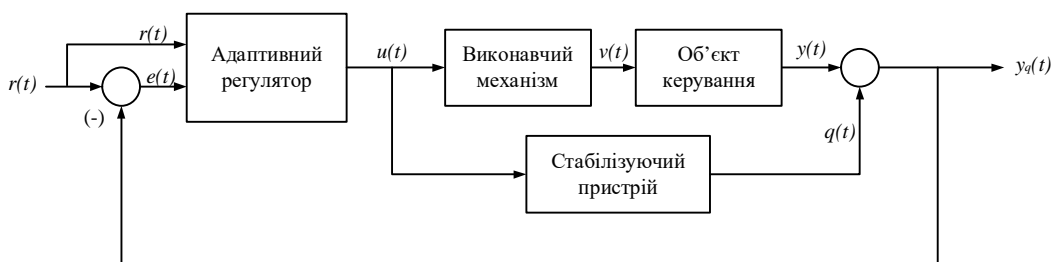 r(t)
r(t)
e(t)
(-)
Адаптивний
регулятор
u(t)
Виконавчий
механізм
v(t)
Об’єкт
керування
y(t)
yq(t)
q(t)
Стабілізуючий
пристрій